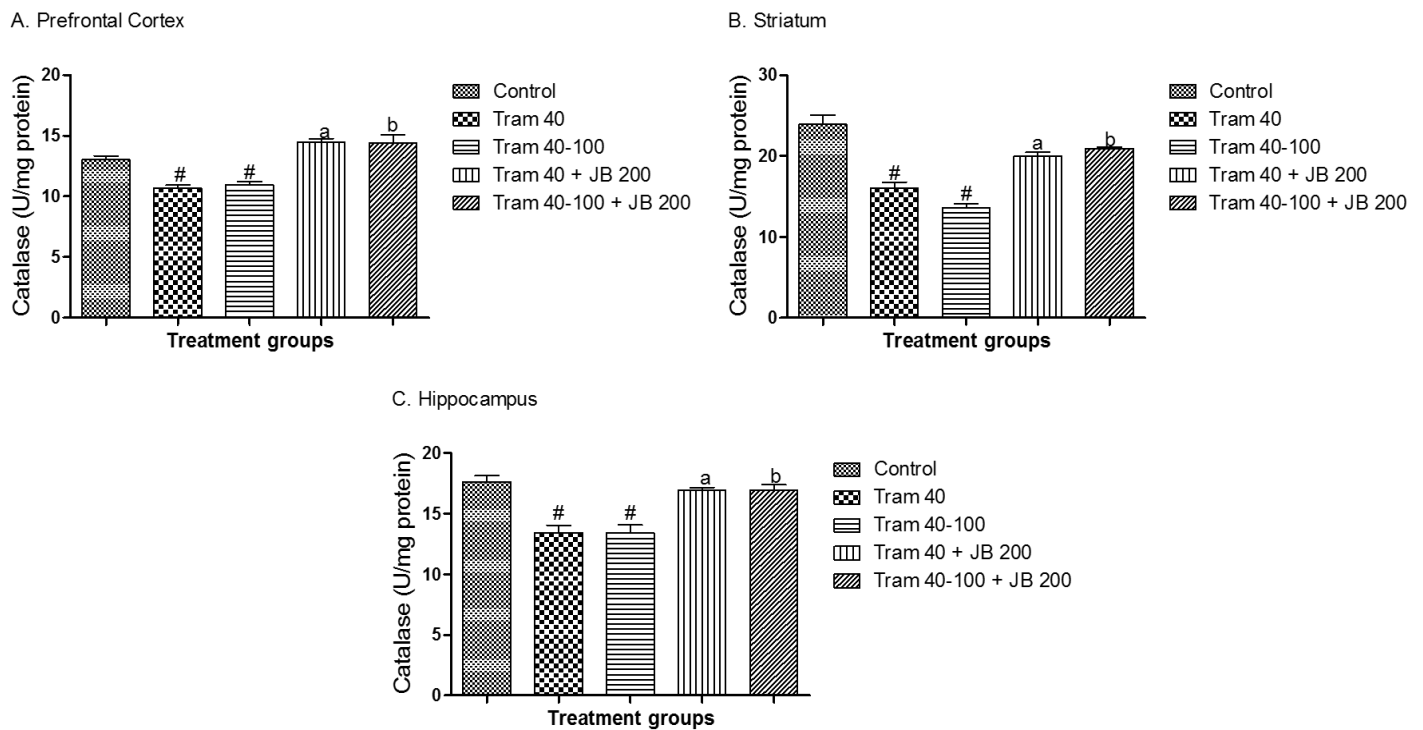 A. Prefrontal Cortex
Catalase (U/mg protein)
20
15
10
5
0
#
#
a
b
Treatment groups
Control
Tram 40
Tram 40-100
Tram 40 + JB 200
Tram 40-100 + JB 200
B. Striatum
Catalase (U/mg protein)
30
20
10
0
#
#
a
b
Treatment groups
Control
Tram 40
Tram 40-100
Tram 40 + JB 200
Tram 40-100 + JB 200
C. Hippocampus
Catalase (U/mg protein)
20
15
10
5
0
#
#
a
b
Treatment groups
Control
Tram 40
Tram 40-100
Tram 40 + JB 200
Tram 40-100 + JB 200